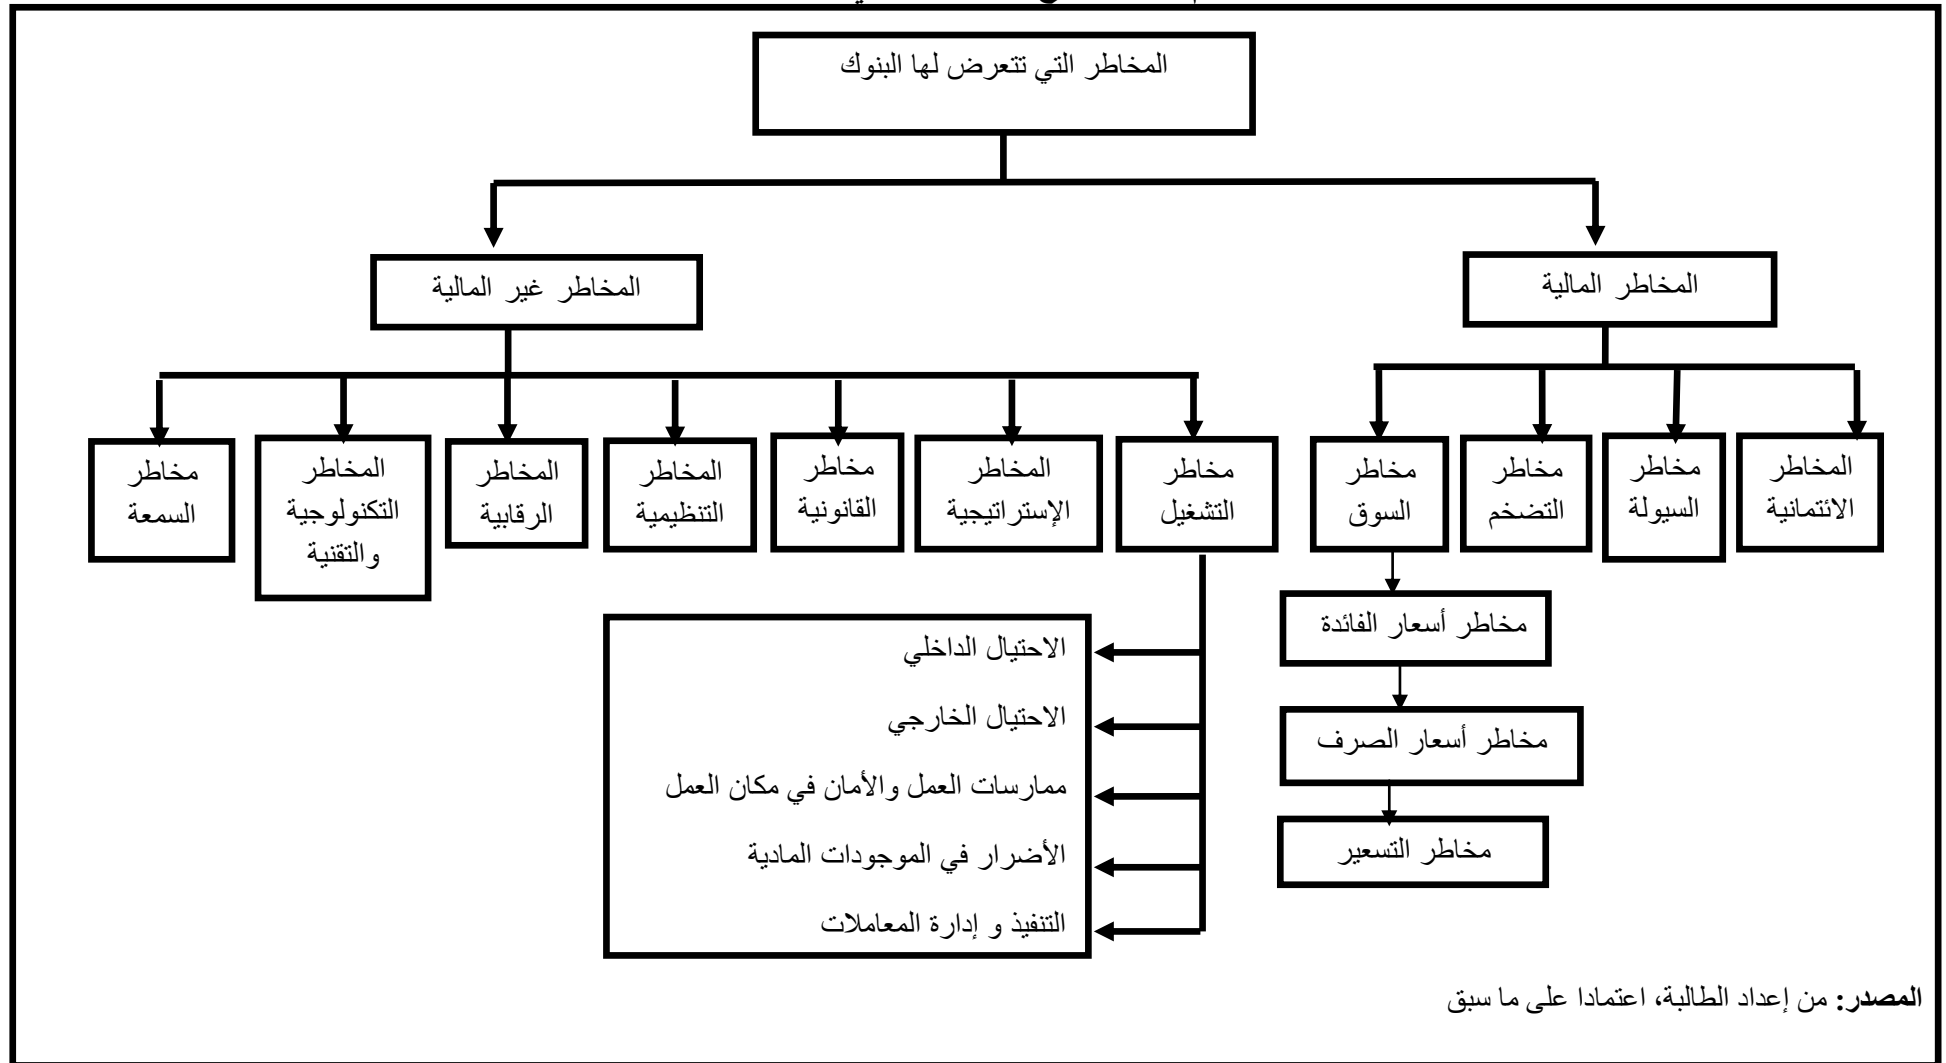 المخاطر التي تتعرض لها البنوك
المخاطر المالية
المخاطر غير المالية
المخاطر
الائتمانية
مخاطر
السيولة
مخاطر
التضخم
مخاطر
السوق
مخاطر
التشغيل
المخاطر
الإستراتيجية
مخاطر
القانونية
المخاطر
التنظيمية
المخاطر
الرقابية
المخاطر
التكنولوجية
والتقنية
مخاطر
السمعة
مخاطر أسعار الفائدة
مخاطر أسعار الصرف
مخاطر التسعير
الاحتيال الداخلي
الاحتيال الخارجي
ممارسات العمل والأمان في مكان العمل
الأضرار في الموجودات المادية
التنفيذ و إدارة المعاملات
المصدر: من إعداد الطالبة، اعتمادا على ما سبق